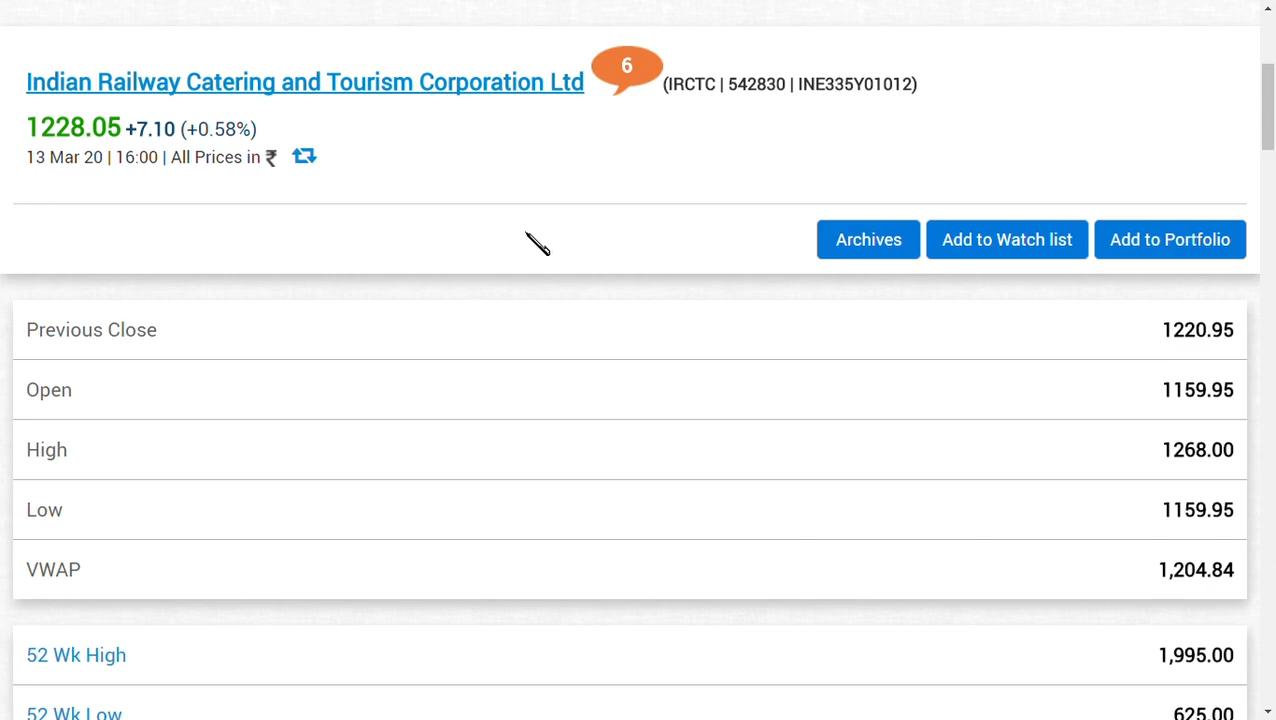 Indian Railway Catering and Tourism Corporation Ltd 6 (IRCTC | 542830 | INE335Y01012)
1228.05 +7.10 (+0.58%)
13 Mar 20 | 16:00 | All Prices in ₹
Archives Add to Watch list Add to Portfolio
Previous Close 1220.95
Open 1159.95
High 1268.00
Low 1159.95
VWAP 1,204.84
52 Wk High 1,995.00
52 Wk Low 625.00